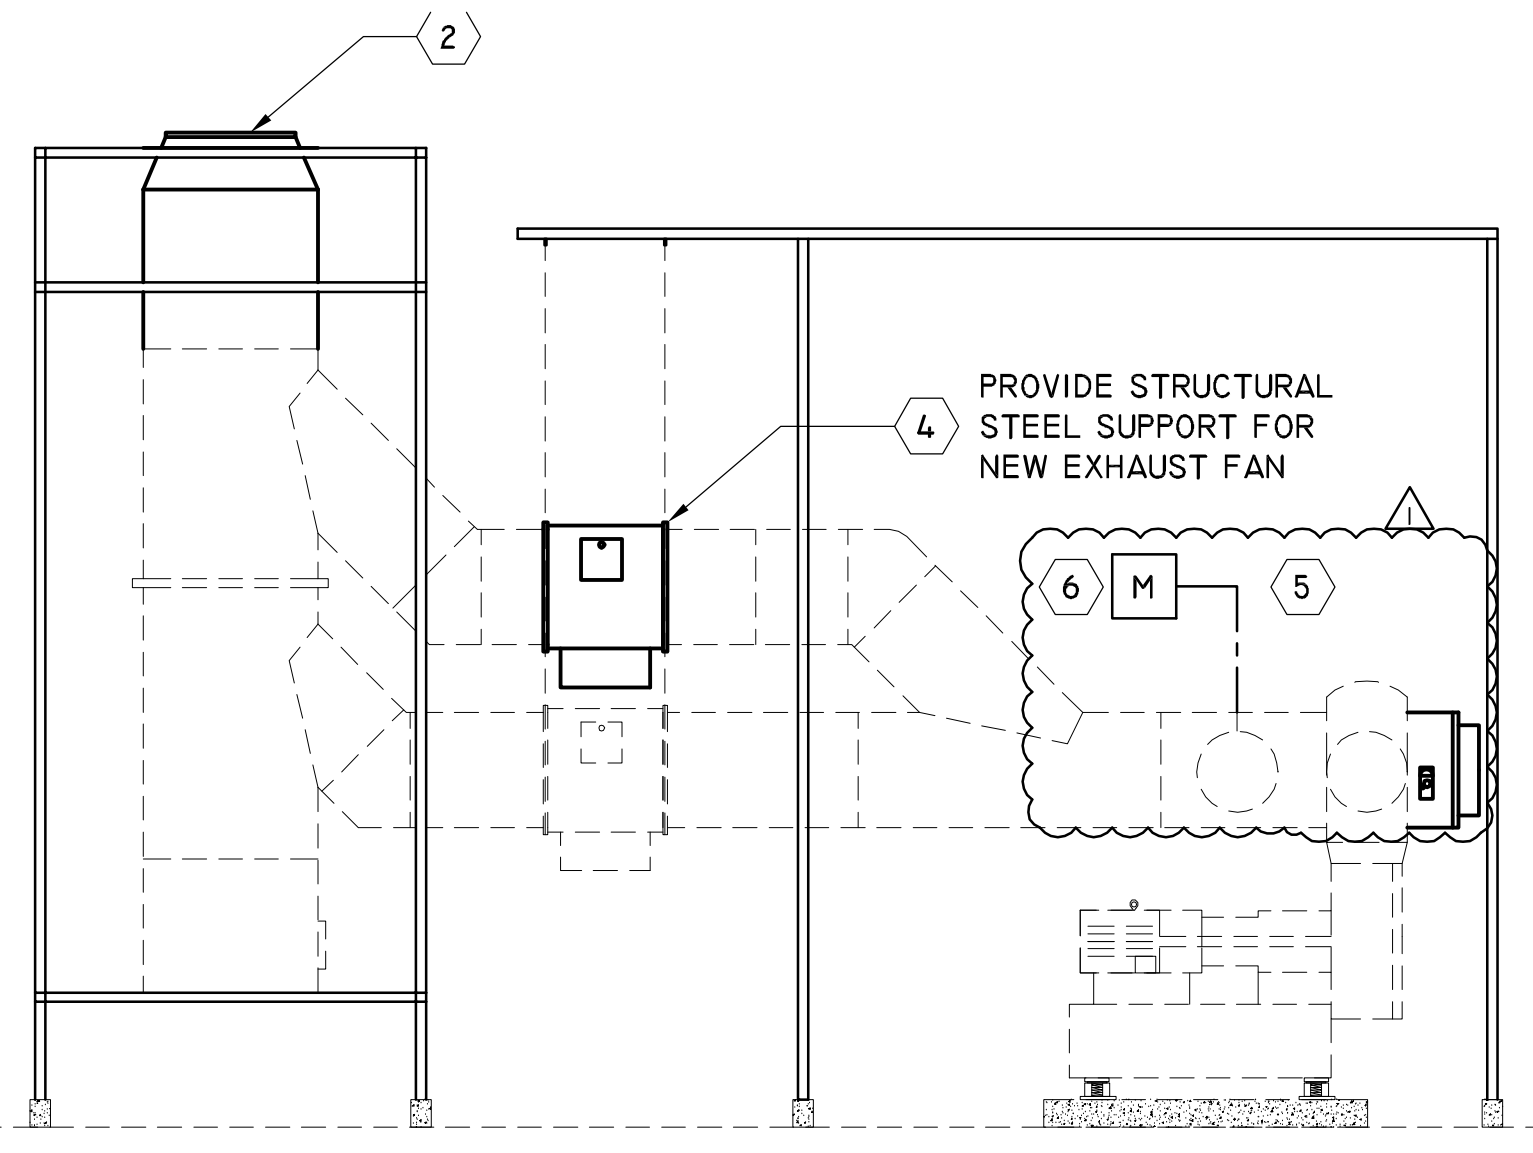 2
PROVIDE STRUCTURAL
4 STEEL SUPPORT FOR
NEW EXHAUST FAN
1
6 M 5